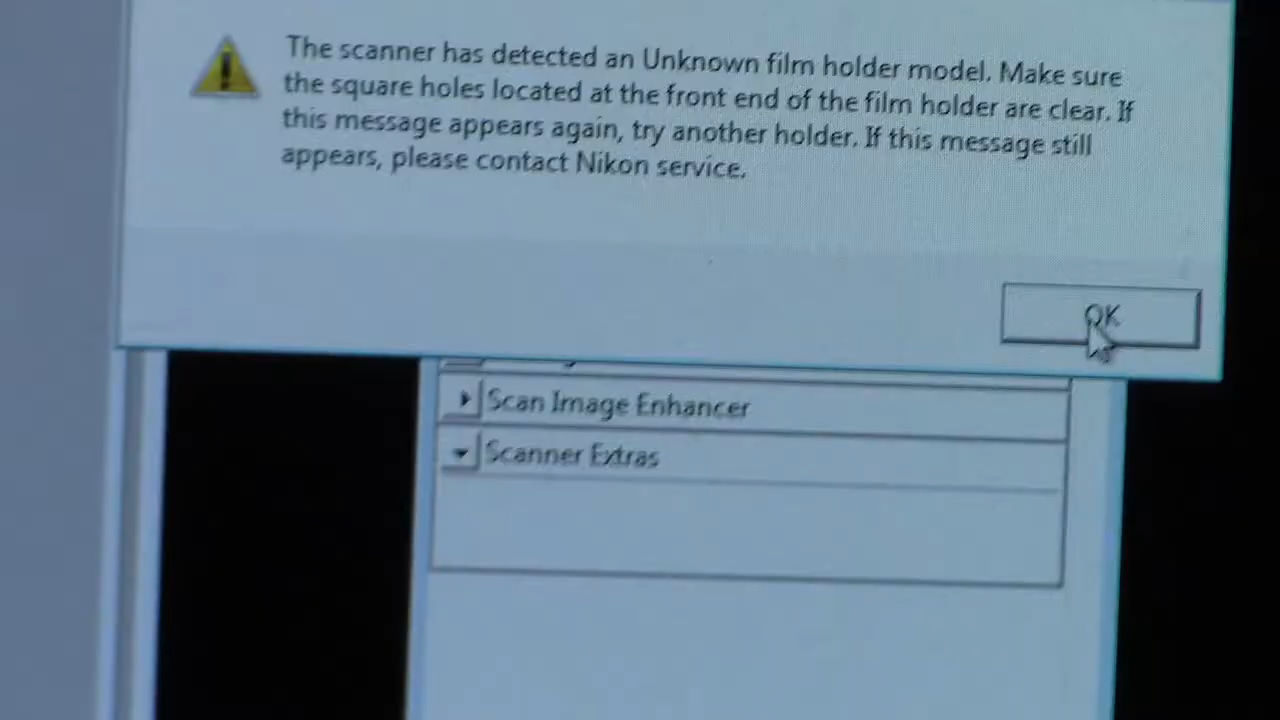 The scanner has detected an Unknown film holder model. Make sure
the square holes located at the front end of the film holder are clear. If
this message appears again, try another holder. If this message still
appears, please contact Nikon service.
OK
Scan Image Enhancer
Scanner Extras